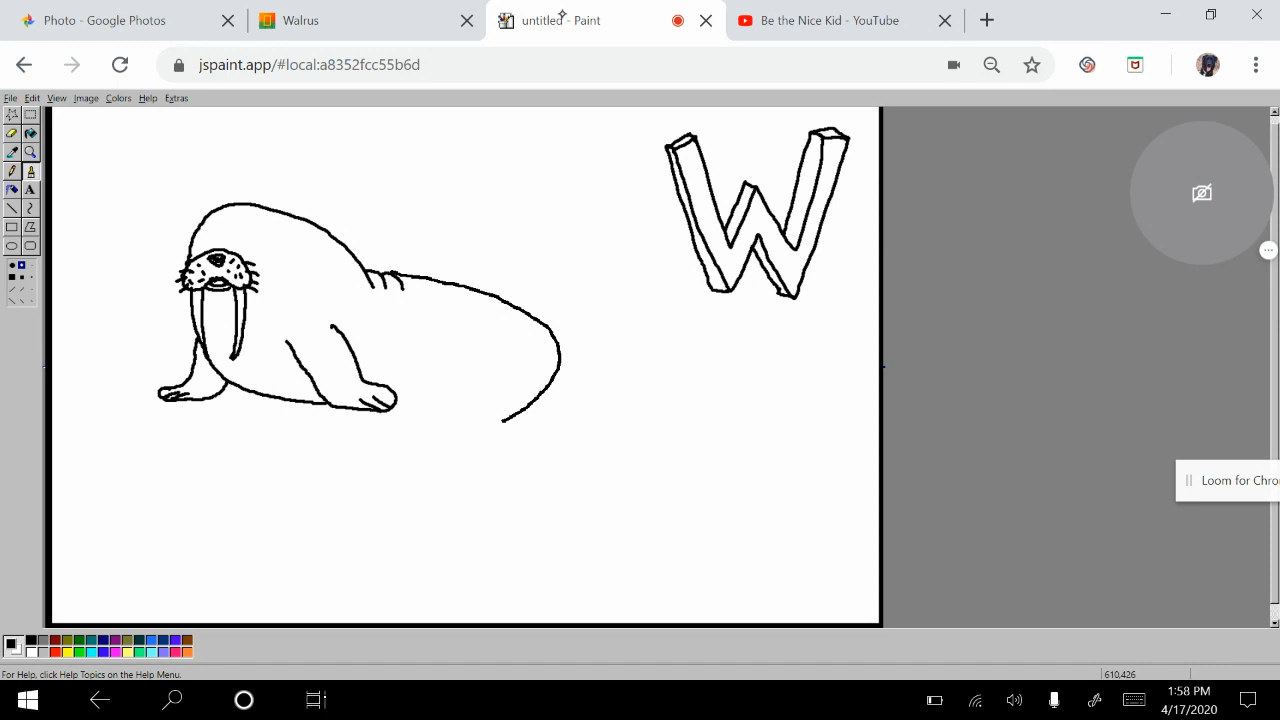 Photo - Google Photos
Walrus
untitled - Paint
Be the Nice Kid - YouTube
jspaint.app/#local:a8352fcc55b6d
File Edit View Image Colors Help Extras
A
W
Loom for Chro
For Help, click Help Topics on the Help Menu.
610,426
1:58 PM
4/17/2020